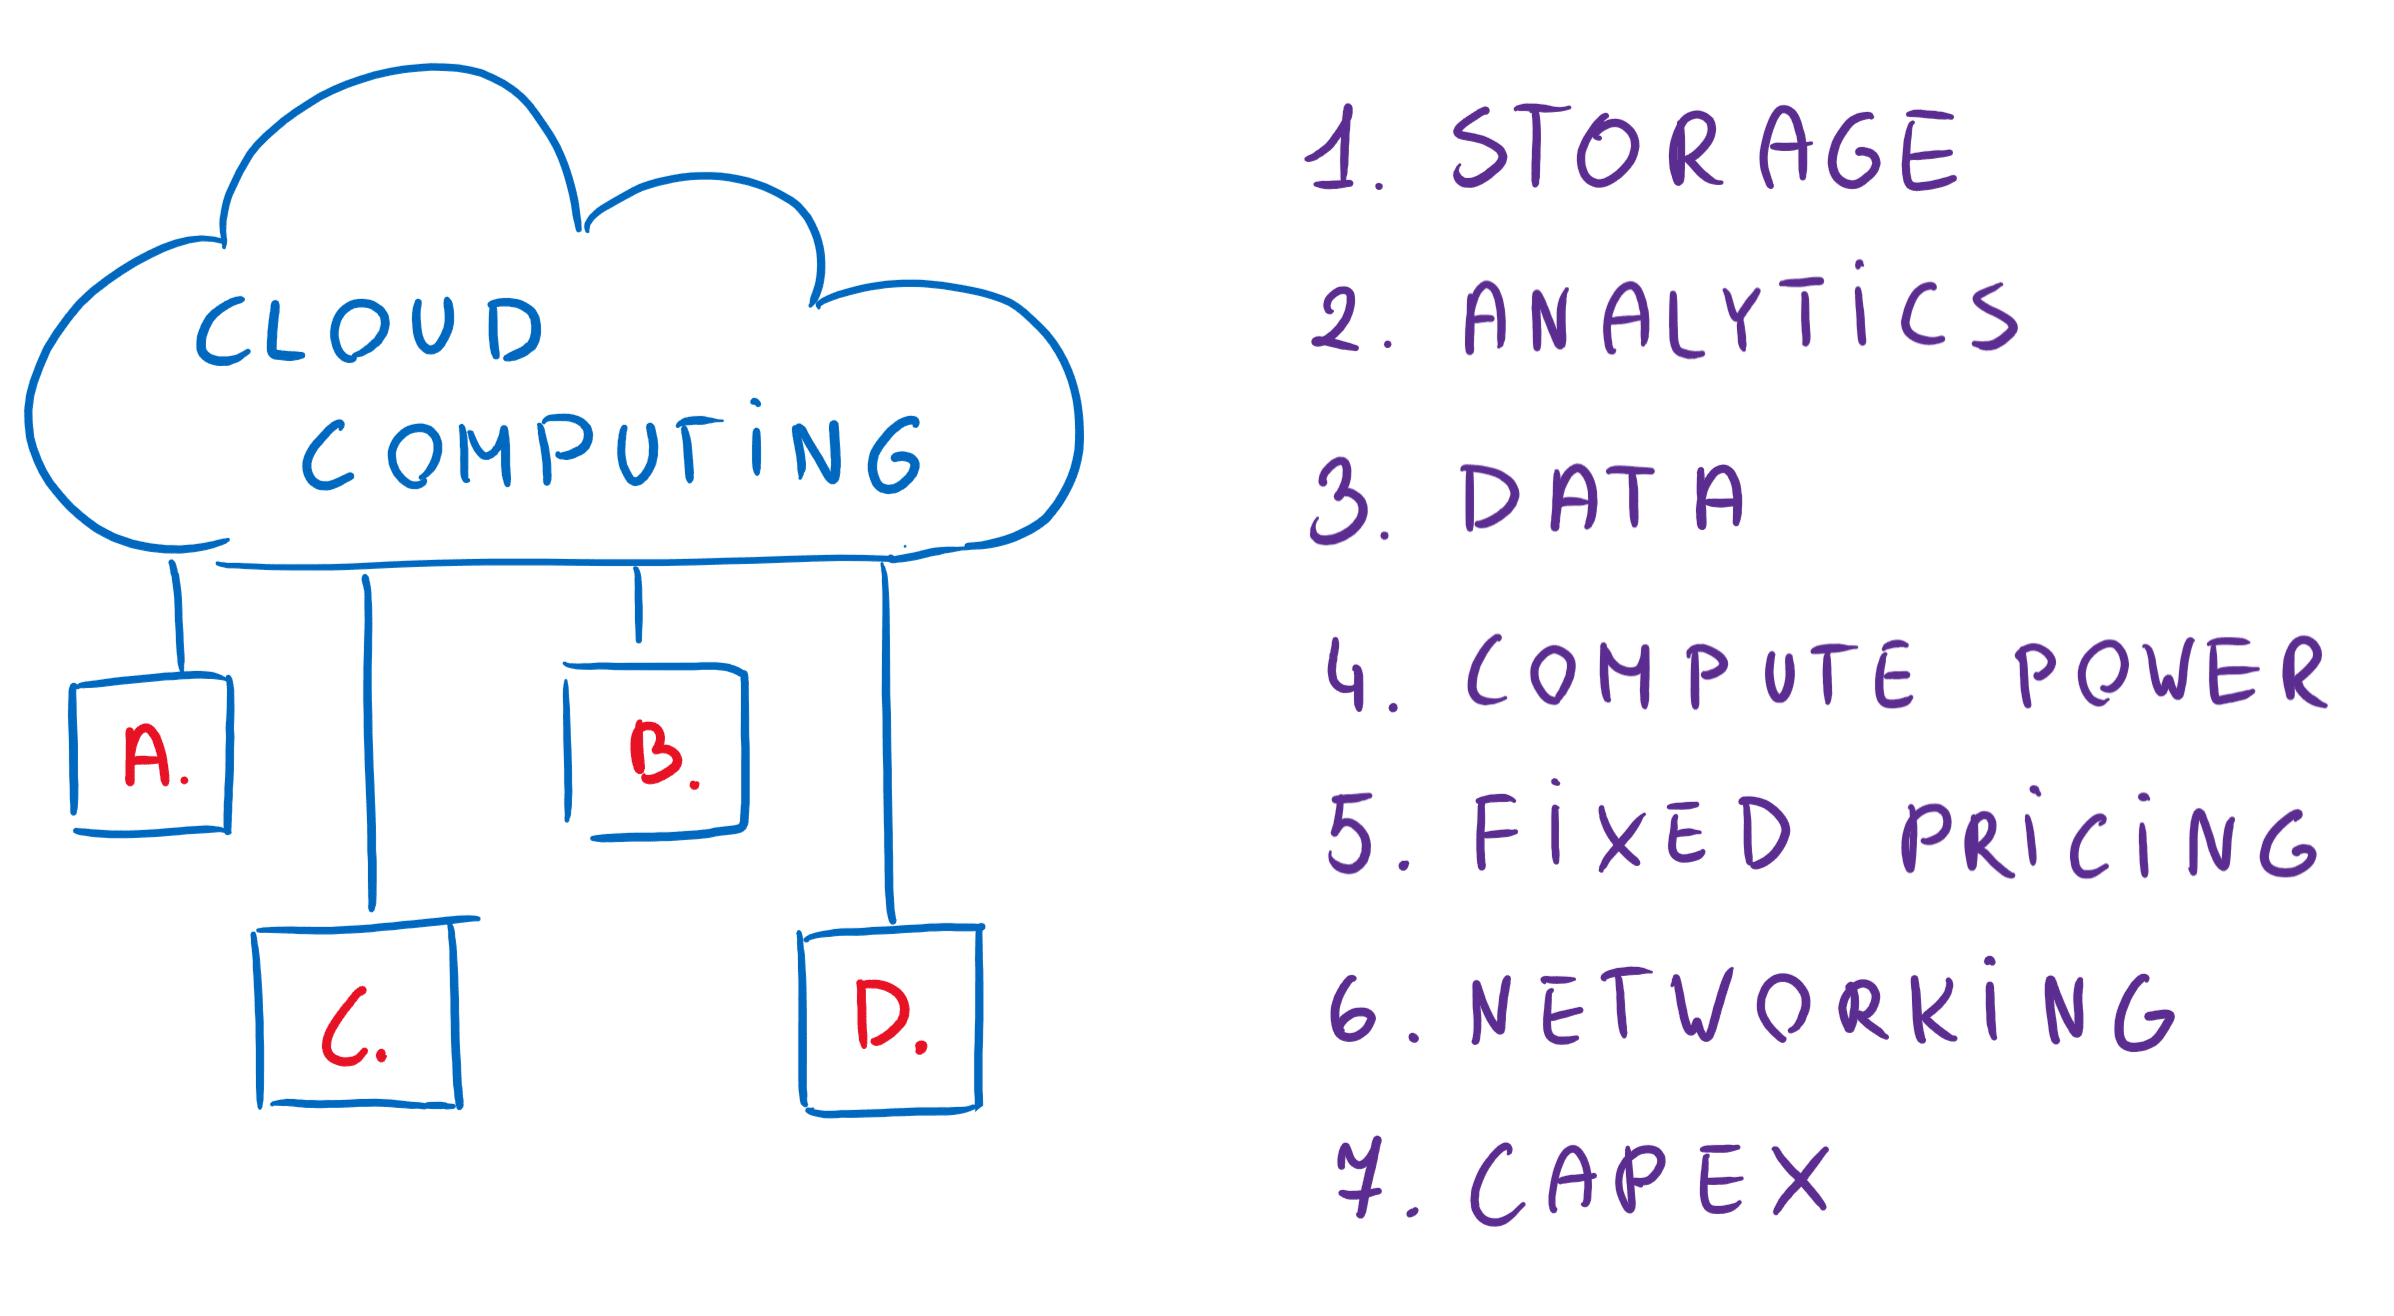 CLOUD
COMPUTING
A.
B.
C.
D.
1. STORAGE
2. ANALYTICS
3. DATA
4. COMPUTE POWER
5. FIXED PRICING
6. NETWORKING
7. CAPEX